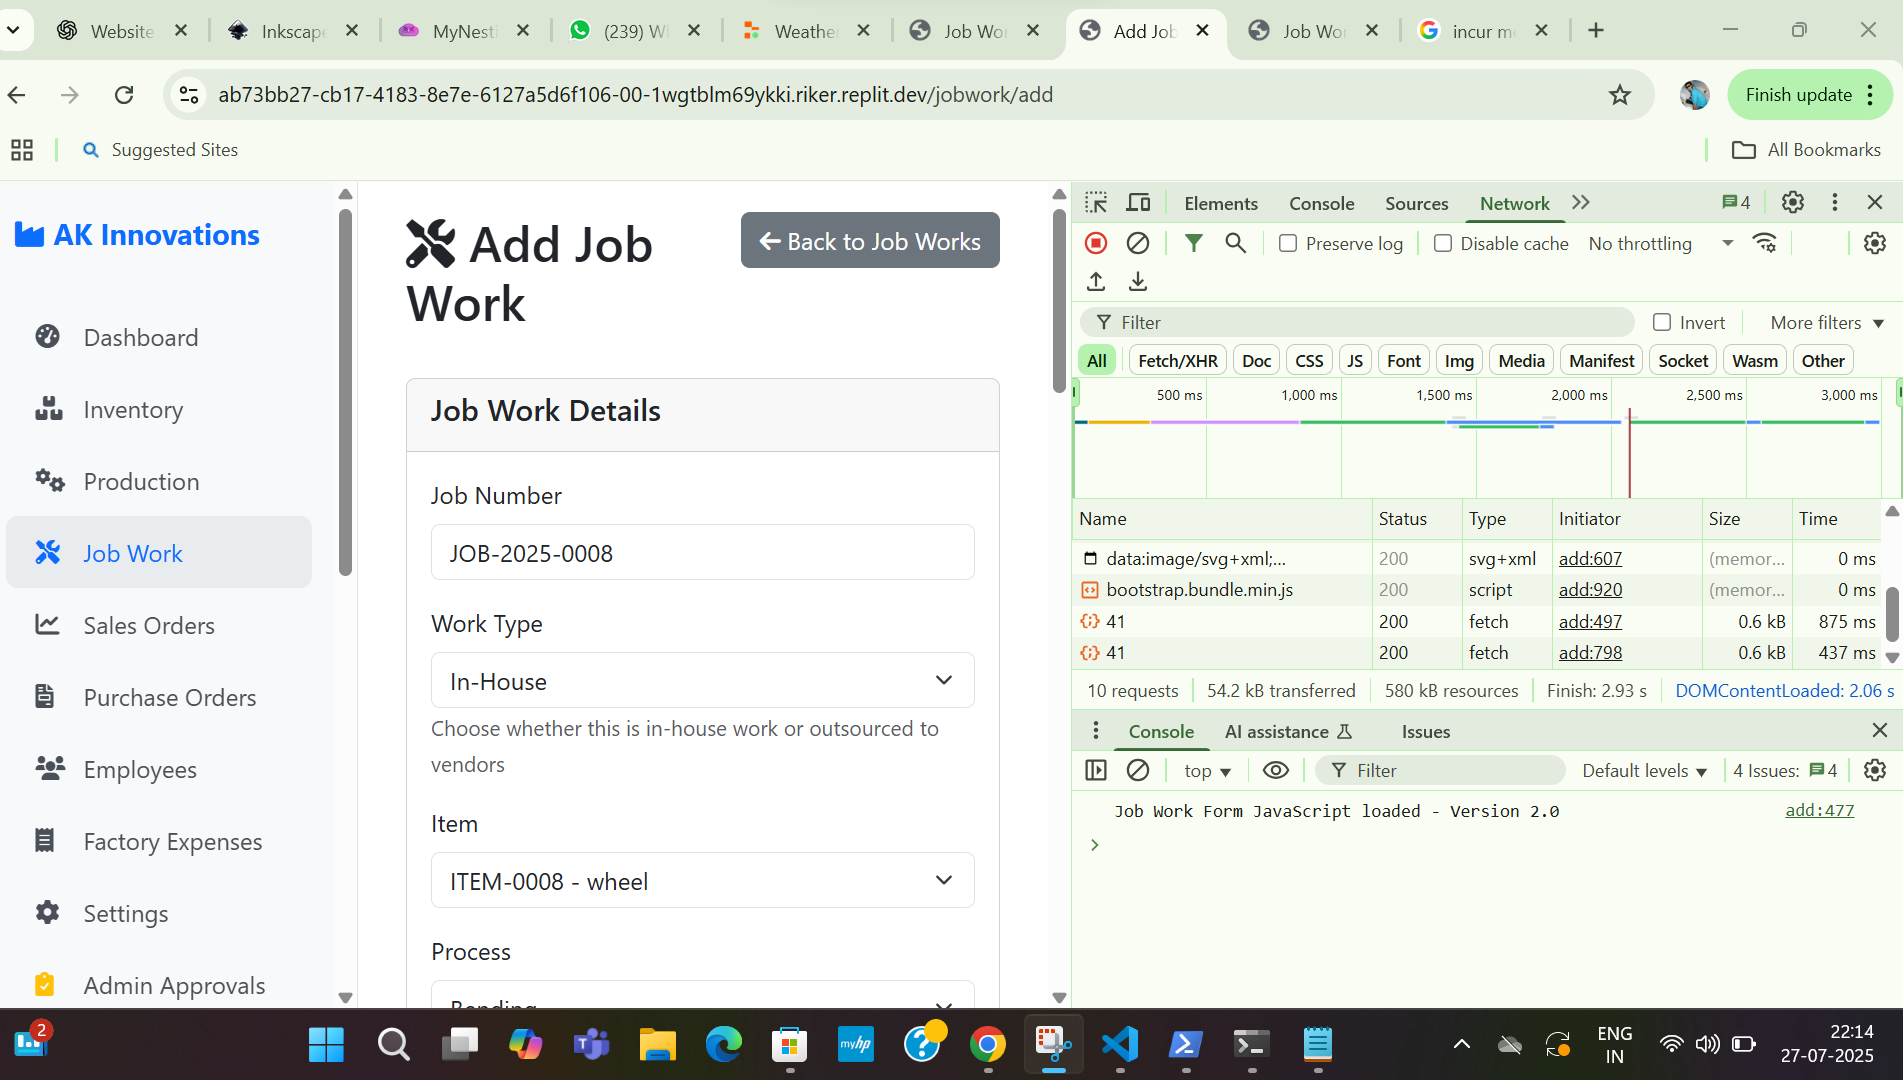 Website
Inkscape
MyNesti
(239) W
Weather
Job Wor
Add Job
Job Wor
incur m
ab73bb27-cb17-4183-8e7e-6127a5d6f106-00-1wgtblm69ykki.riker.replit.dev/jobwork/add
Finish update
Suggested Sites
All Bookmarks
AK Innovations
Dashboard
Inventory
Production
Job Work
Sales Orders
Purchase Orders
Employees
Factory Expenses
Settings
Admin Approvals
Add Job
Work
Back to Job Works
Job Work Details
Job Number
JOB-2025-0008
Work Type
In-House
Choose whether this is in-house work or outsourced to
vendors
Item
ITEM-0008 - wheel
Process
Bending
Elements Console Sources Network 4
Preserve log Disable cache No throttling
Filter Invert More filters
All Fetch/XHR Doc CSS JS Font Img Media Manifest Socket Wasm Other
500 ms 1,000 ms 1,500 ms 2,000 ms 2,500 ms 3,000 ms
Name Status Type Initiator Size Time
data:image/svg+xml;... 200 svg+xml add:607 (memor... 0 ms
bootstrap.bundle.min.js 200 script add:920 (memor... 0 ms
41 200 fetch add:497 0.6 kB 875 ms
41 200 fetch add:798 0.6 kB 437 ms
10 requests 54.2 kB transferred 580 kB resources Finish: 2.93 s DOMContentLoaded: 2.06 s
Console AI assistance Issues
top Filter Default levels 4 Issues: 4
Job Work Form JavaScript loaded - Version 2.0 add:477
2
myhp
ENG
IN
22:14
27-07-2025